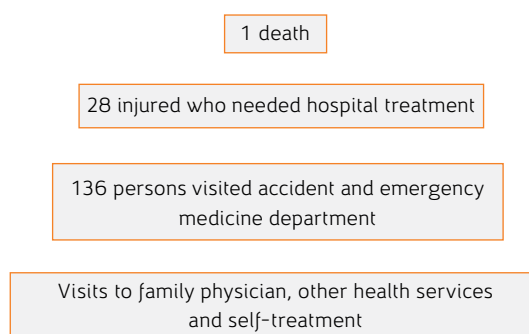 1 death
28 injured who needed hospital treatment
136 persons visited accident and emergency
medicine department
Visits to family physician, other health services
and self-treatment